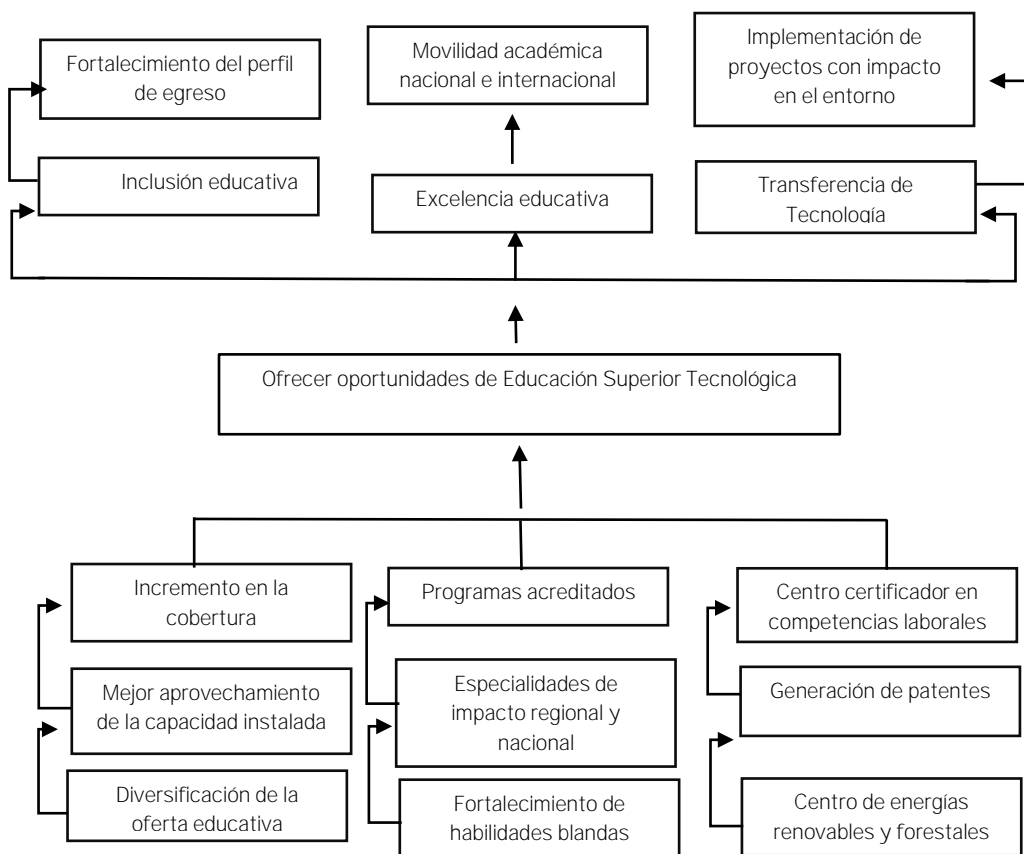 Fortalecimiento del perfil
de egreso
Movilidad académica
nacional e internacional
Implementación de
proyectos con impacto
en el entorno
Inclusión educativa
Excelencia educativa
Transferencia de
Tecnología
Ofrecer oportunidades de Educación Superior Tecnológica
Incremento en la
cobertura
Programas acreditados
Centro certificador en
competencias laborales
Mejor aprovechamiento
de la capacidad instalada
Especialidades de
impacto regional y
nacional
Generación de patentes
Diversificación de la
oferta educativa
Fortalecimiento de
habilidades blandas
Centro de energías
renovables y forestales